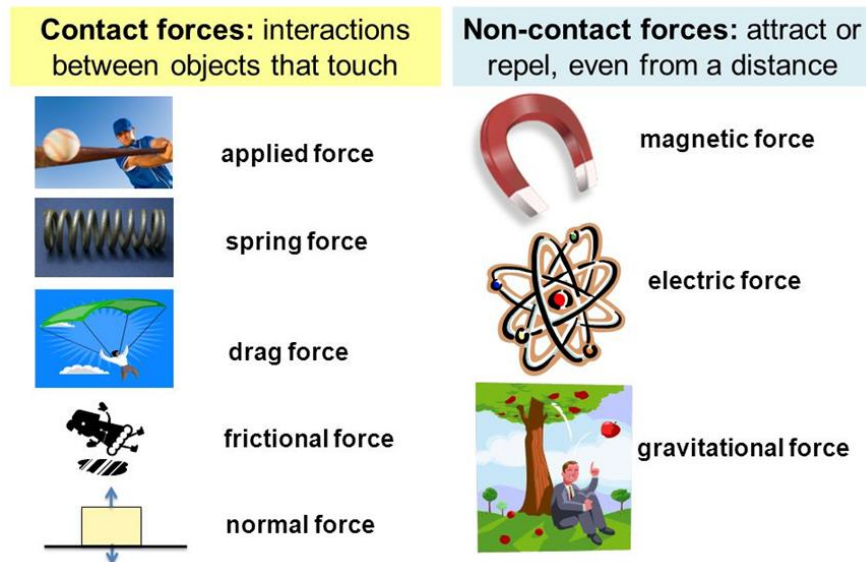 Contact forces: interactions
between objects that touch
applied force
spring force
drag force
frictional force
normal force
Non-contact forces: attract or
repel, even from a distance
magnetic force
electric force
gravitational force